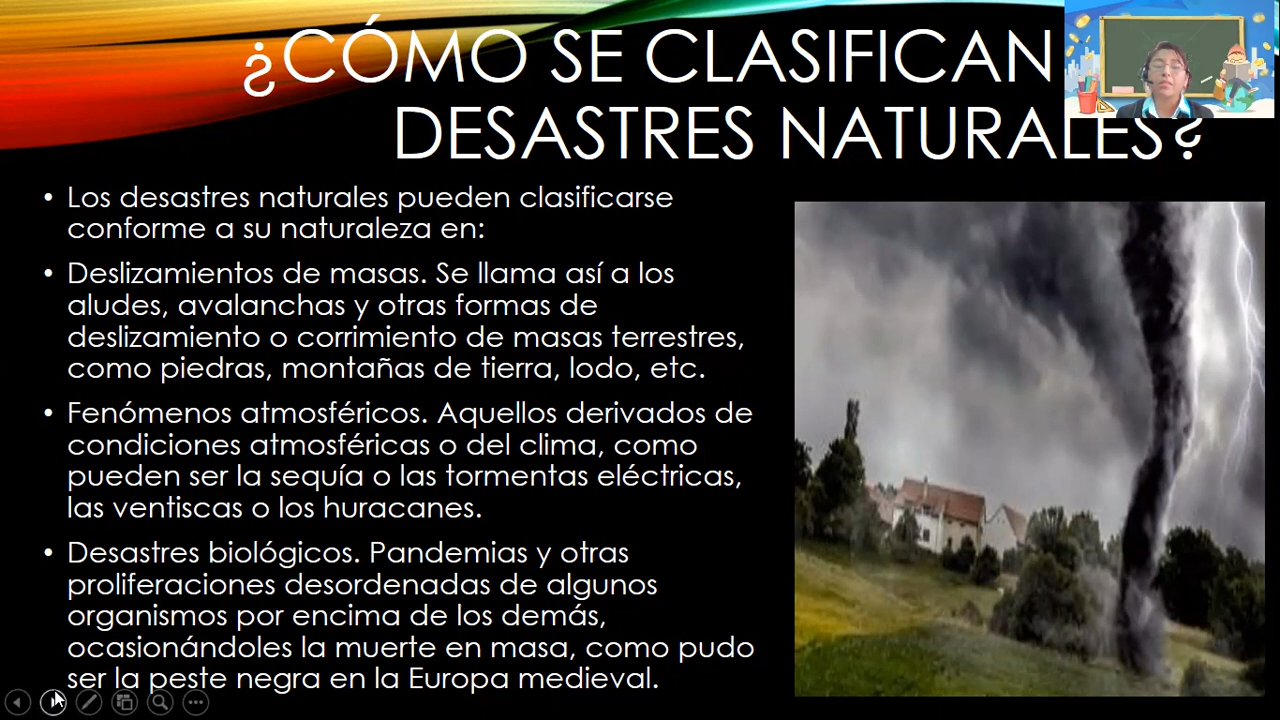 ¿CÓMO SE CLASIFICAN
DESASTRES NATURALES?
• Los desastres naturales pueden clasificarse
conforme a su naturaleza en:
• Deslizamientos de masas. Se llama así a los
aludes, avalanchas y otras formas de
deslizamiento o corrimiento de masas terrestres,
como piedras, montañas de tierra, lodo, etc.
• Fenómenos atmosféricos. Aquellos derivados de
condiciones atmosféricas o del clima, como
pueden ser la sequía o las tormentas eléctricas,
las ventiscas o los huracanes.
• Desastres biológicos. Pandemias y otras
proliferaciones desordenadas de algunos
organismos por encima de los demás,
ocasionándoles la muerte en masa, como pudo
ser la peste negra en la Europa medieval.